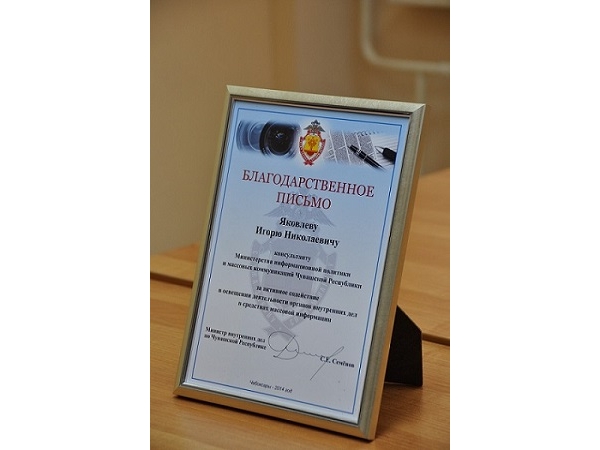 БЛАГОДАРСТВЕННОЕ
ПИСЬМО
Яковлеву
Игорю Николаевичу
консультанту
Министерства информационной политики
и массовых коммуникаций Чувашской Республики
за активное содействие
в освещении деятельности органов внутренних дел
в средствах массовой информации
Министр внутренних дел
по Чувашской Республике
С.Е. Семёнов
Чебоксары - 2014 год